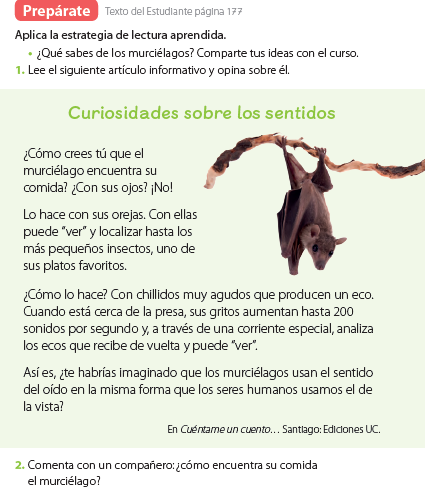 Prepárate Texto del Estudiante página 177
Aplica la estrategia de lectura aprendida.
• ¿Qué sabes de los murciélagos? Comparte tus ideas con el curso.
1. Lee el siguiente artículo informativo y opina sobre él.
Curiosidades sobre los sentidos
¿Cómo crees tú que el
murciélago encuentra su
comida? ¿Con sus ojos? ¡No!
Lo hace con sus orejas. Con ellas
puede “ver” y localizar hasta los
más pequeños insectos, uno de
sus platos favoritos.
¿Cómo lo hace? Con chillidos muy agudos que producen un eco.
Cuando está cerca de la presa, sus gritos aumentan hasta 200
sonidos por segundo y, a través de una corriente especial, analiza
los ecos que recibe de vuelta y puede “ver”.
Así es, ¿te habrías imaginado que los murciélagos usan el sentido
del oído en la misma forma que los seres humanos usamos el de
la vista?
En Cuéntame un cuento… Santiago: Ediciones UC.
2. Comenta con un compañero: ¿cómo encuentra su comida
el murciélago?